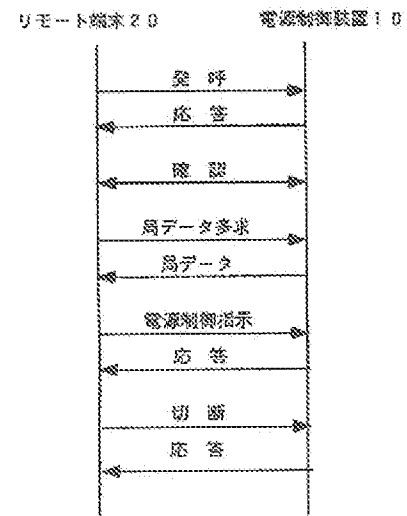 リモート端末20
電源制御装置10
発 呼
応 答
確 認
局データ多求
局データ
電源制御指示
応 答
切 断
応 答